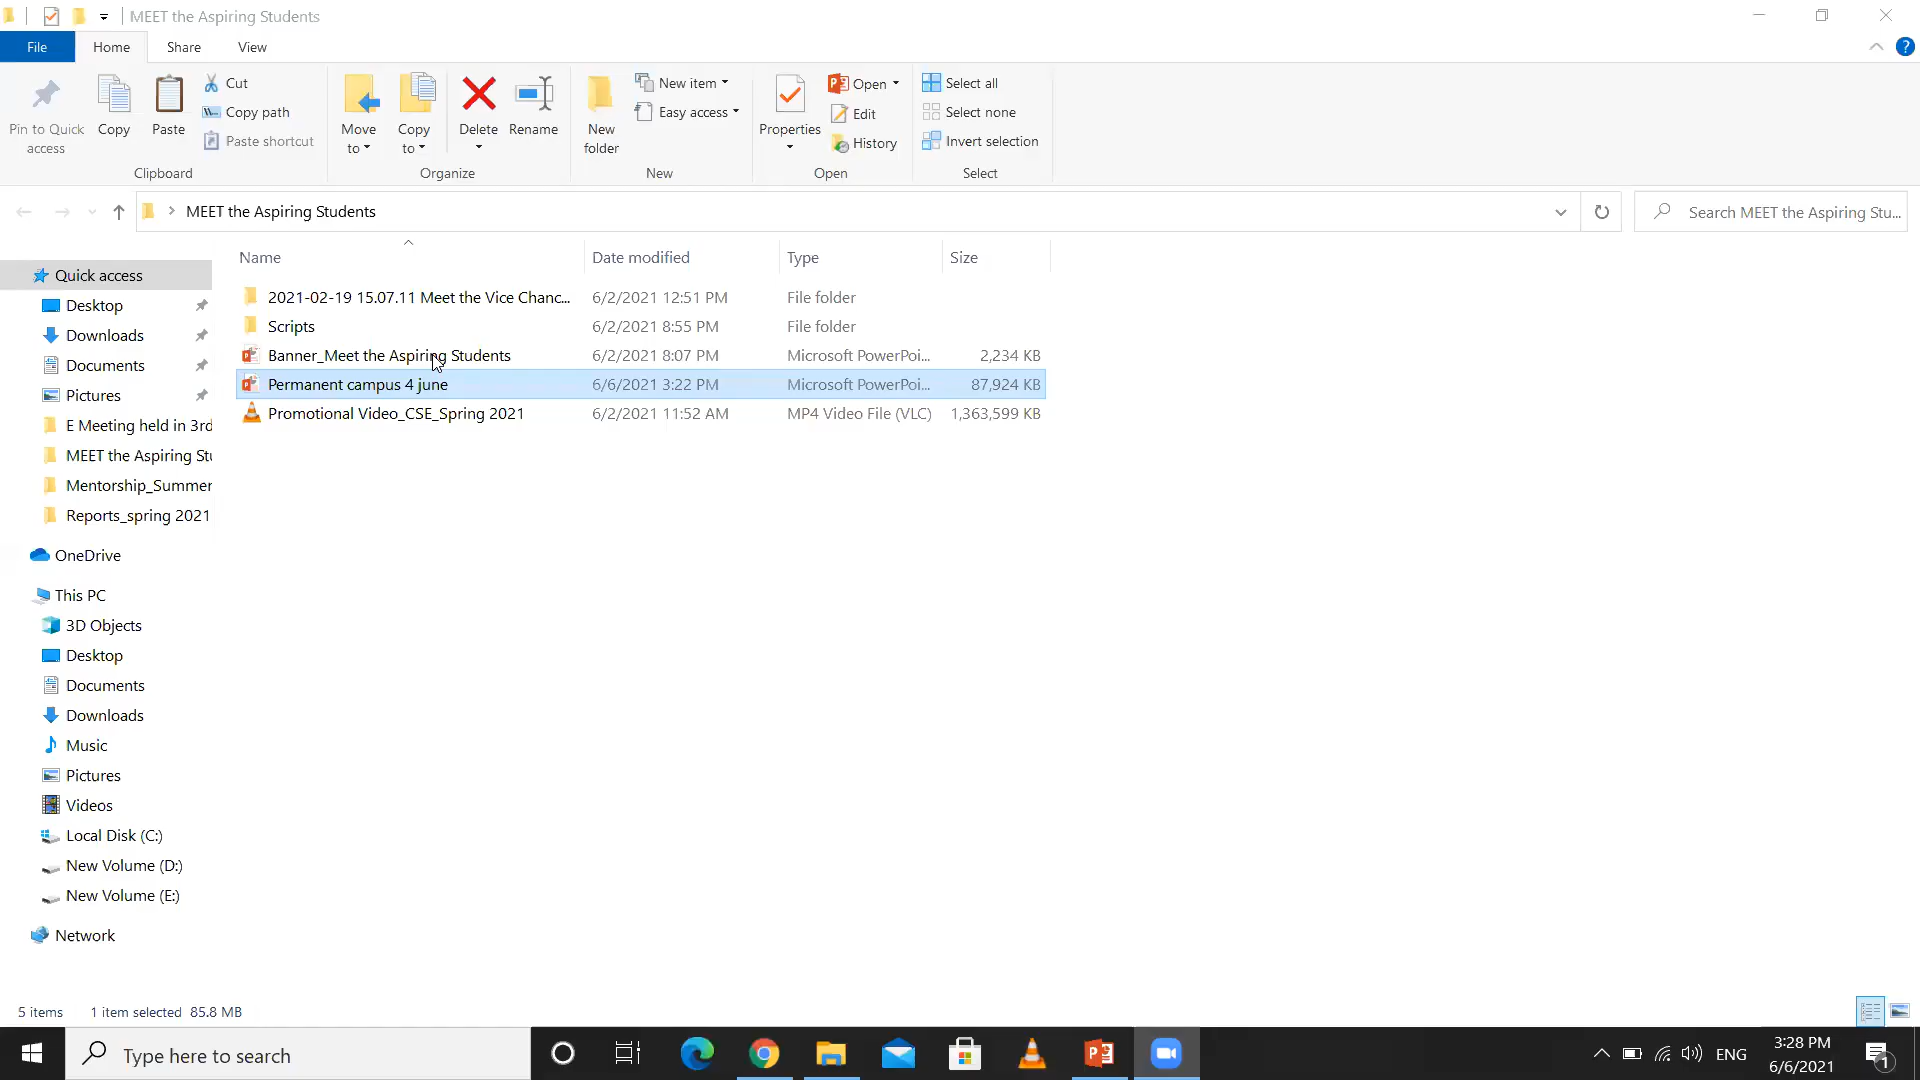 MEET the Aspiring Students
File
Home
Share
View
?
Pin to Quick
access
Copy
Paste
Cut
Copy path
Paste shortcut
Clipboard
Move
to
Copy
to
Delete
Rename
Organize
New
folder
New item
Easy access
New
Properties
Open
Edit
History
Open
Select all
Select none
Invert selection
Select
MEET the Aspiring Students
Search MEET the Aspiring Stu...
Name
Date modified
Type
Size
2021-02-19 15.07.11 Meet the Vice Chanc... 6/2/2021 12:51 PM File folder
Scripts 6/2/2021 8:55 PM File folder
Banner_Meet the Aspiring Students 6/2/2021 8:07 PM Microsoft PowerPoi... 2,234 KB
Permanent campus 4 june 6/6/2021 3:22 PM Microsoft PowerPoi... 87,924 KB
Promotional Video_CSE_Spring 2021 6/2/2021 11:52 AM MP4 Video File (VLC) 1,363,599 KB
Quick access
Desktop
Downloads
Documents
Pictures
E Meeting held in 3rd
MEET the Aspiring Stu
Mentorship_Summer
Reports_spring 2021
OneDrive
This PC
3D Objects
Desktop
Documents
Downloads
Music
Pictures
Videos
Local Disk (C:)
New Volume (D:)
New Volume (E:)
Network
5 items 1 item selected 85.8 MB
Type here to search
ENG
3:28 PM
6/6/2021
1